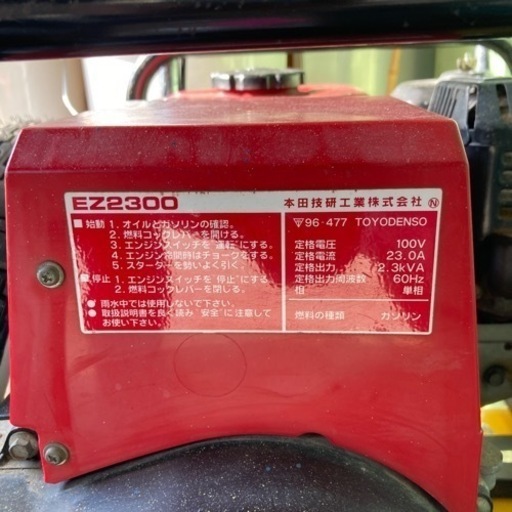 EZ2300
■始動 1. オイルとガソリンの確認。
2. 燃料コックレバーを開ける。
3. エンジンスイッチを"運転"にする。
4. エンジン冷間時はチョークをする。
5. スターターを勢いよく引く。
●停止 1. エンジンスイッチを"停止"にする。
2. 燃料コックレバーを閉る。
● 雨水中では使用しないで下さい。
● 取扱説明書を良く読み"安全"に注意して
お使い下さい。
本田技研工業株式会社 Ⓝ
96-477 TOYODENSO
定格電圧 100V
定格電流 23.0A
定格出力 2.3kVA
定格出力周波数 60Hz
相 単相
燃料の種類 ガソリン